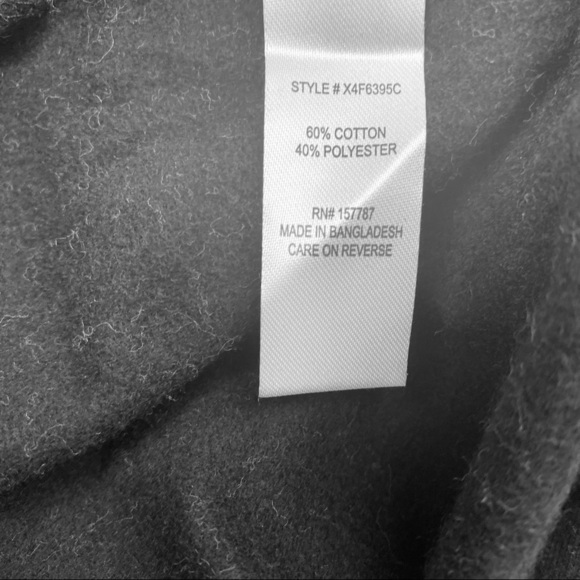 STYLE # X4F6395C
60% COTTON
40% POLYESTER
RN# 157787
MADE IN BANGLADESH
CARE ON REVERSE